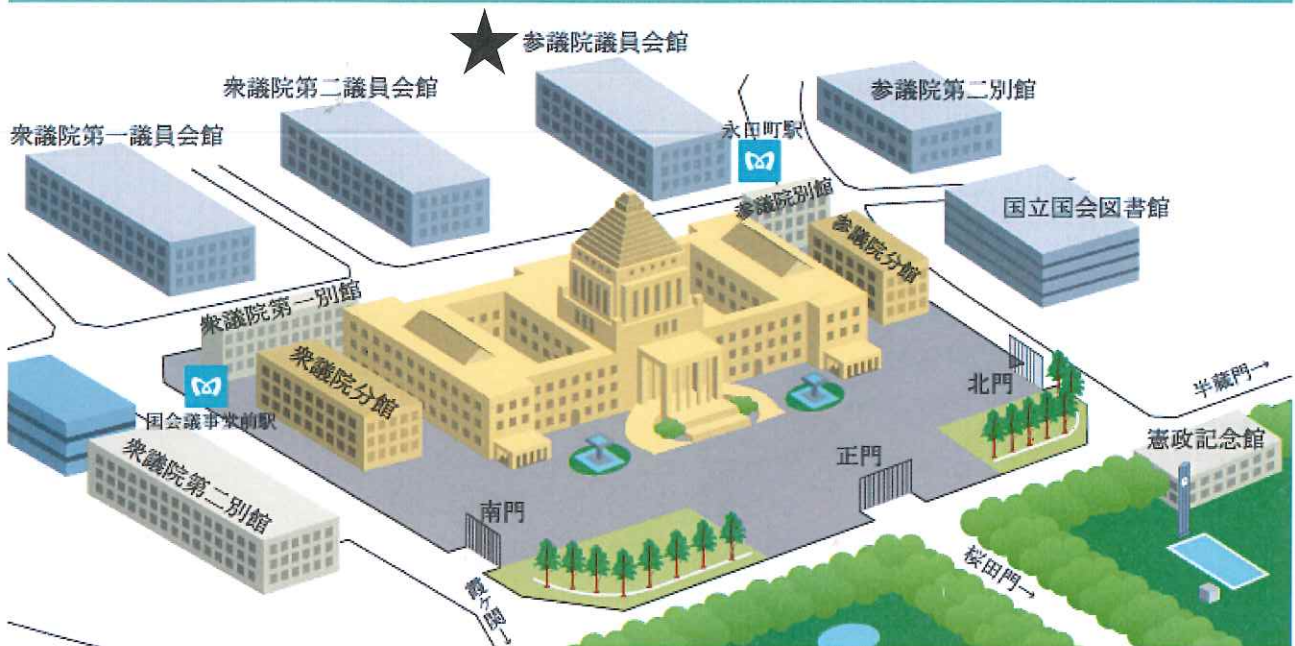 参議院議員会館
衆議院第二議員会館
参議院第二別館
衆議院第一議員会館
永田町駅
参議院別館
国立国会図書館
参議院分館
衆議院第一別館
衆議院分館
北門
半蔵門→
国会議事堂前駅
憲政記念館
正門
衆議院第二別館
南門
桜田門→
霞ヶ関→